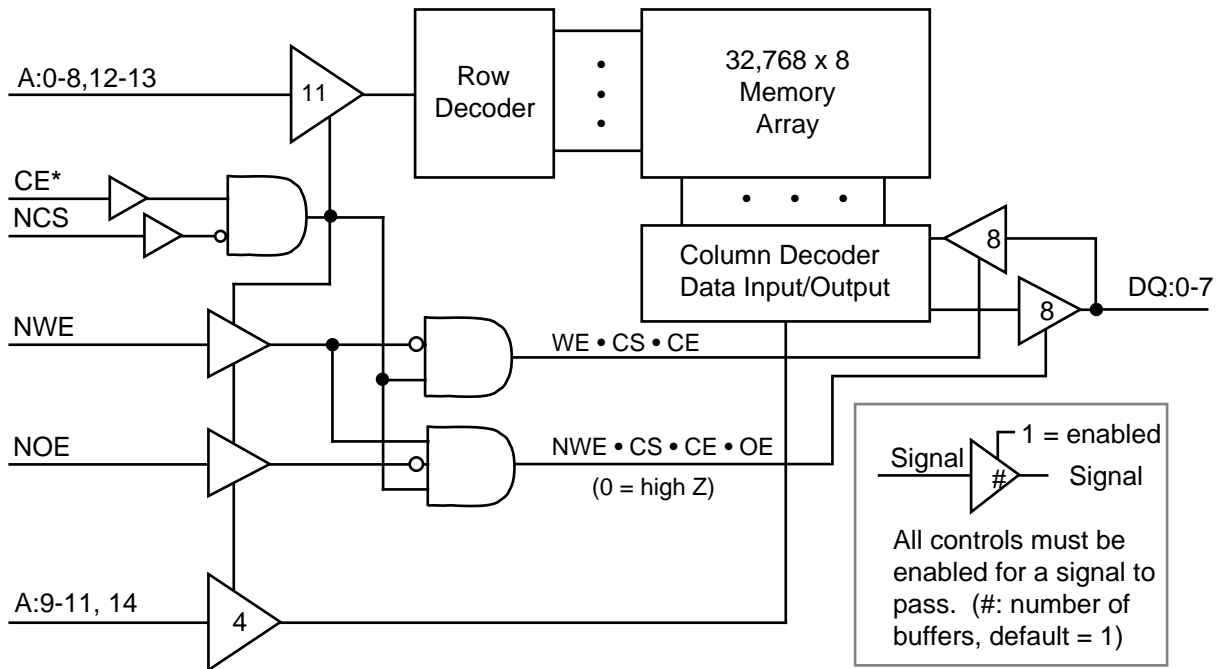 A:0-8,12-13
11
Row
Decoder
32,768 x 8
Memory
Array
CE*
NCS
Column Decoder
Data Input/Output
8
8
DQ:0-7
NWE
WE • CS • CE
NOE
NWE • CS • CE • OE
(0 = high Z)
A:9-11, 14
4
1 = enabled
Signal
#
Signal
All controls must be
enabled for a signal to
pass. (#: number of
buffers, default = 1)